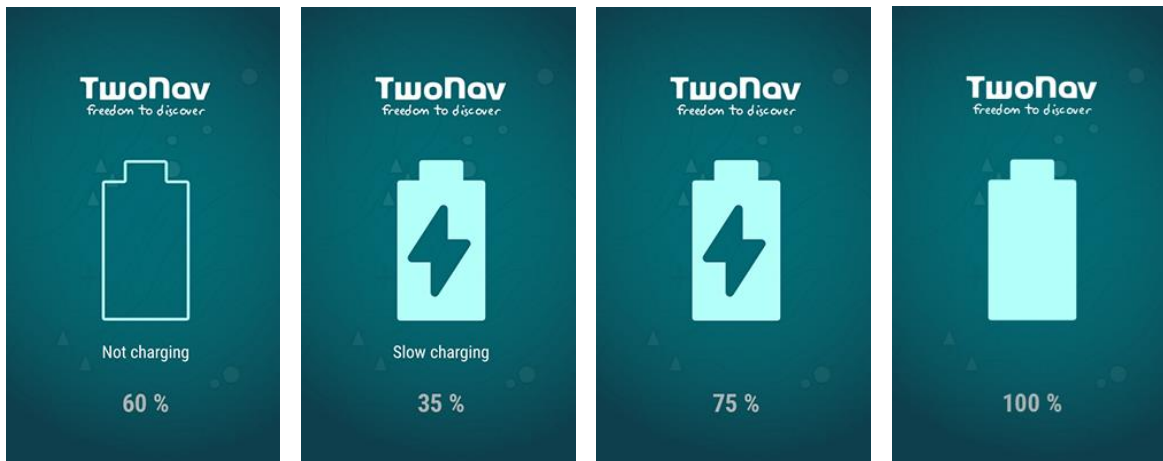 TwoNav
freedom to discover
Not charging
60 %
TwoNav
freedom to discover
Slow charging
35 %
TwoNav
freedom to discover
75 %
TwoNav
freedom to discover
100 %